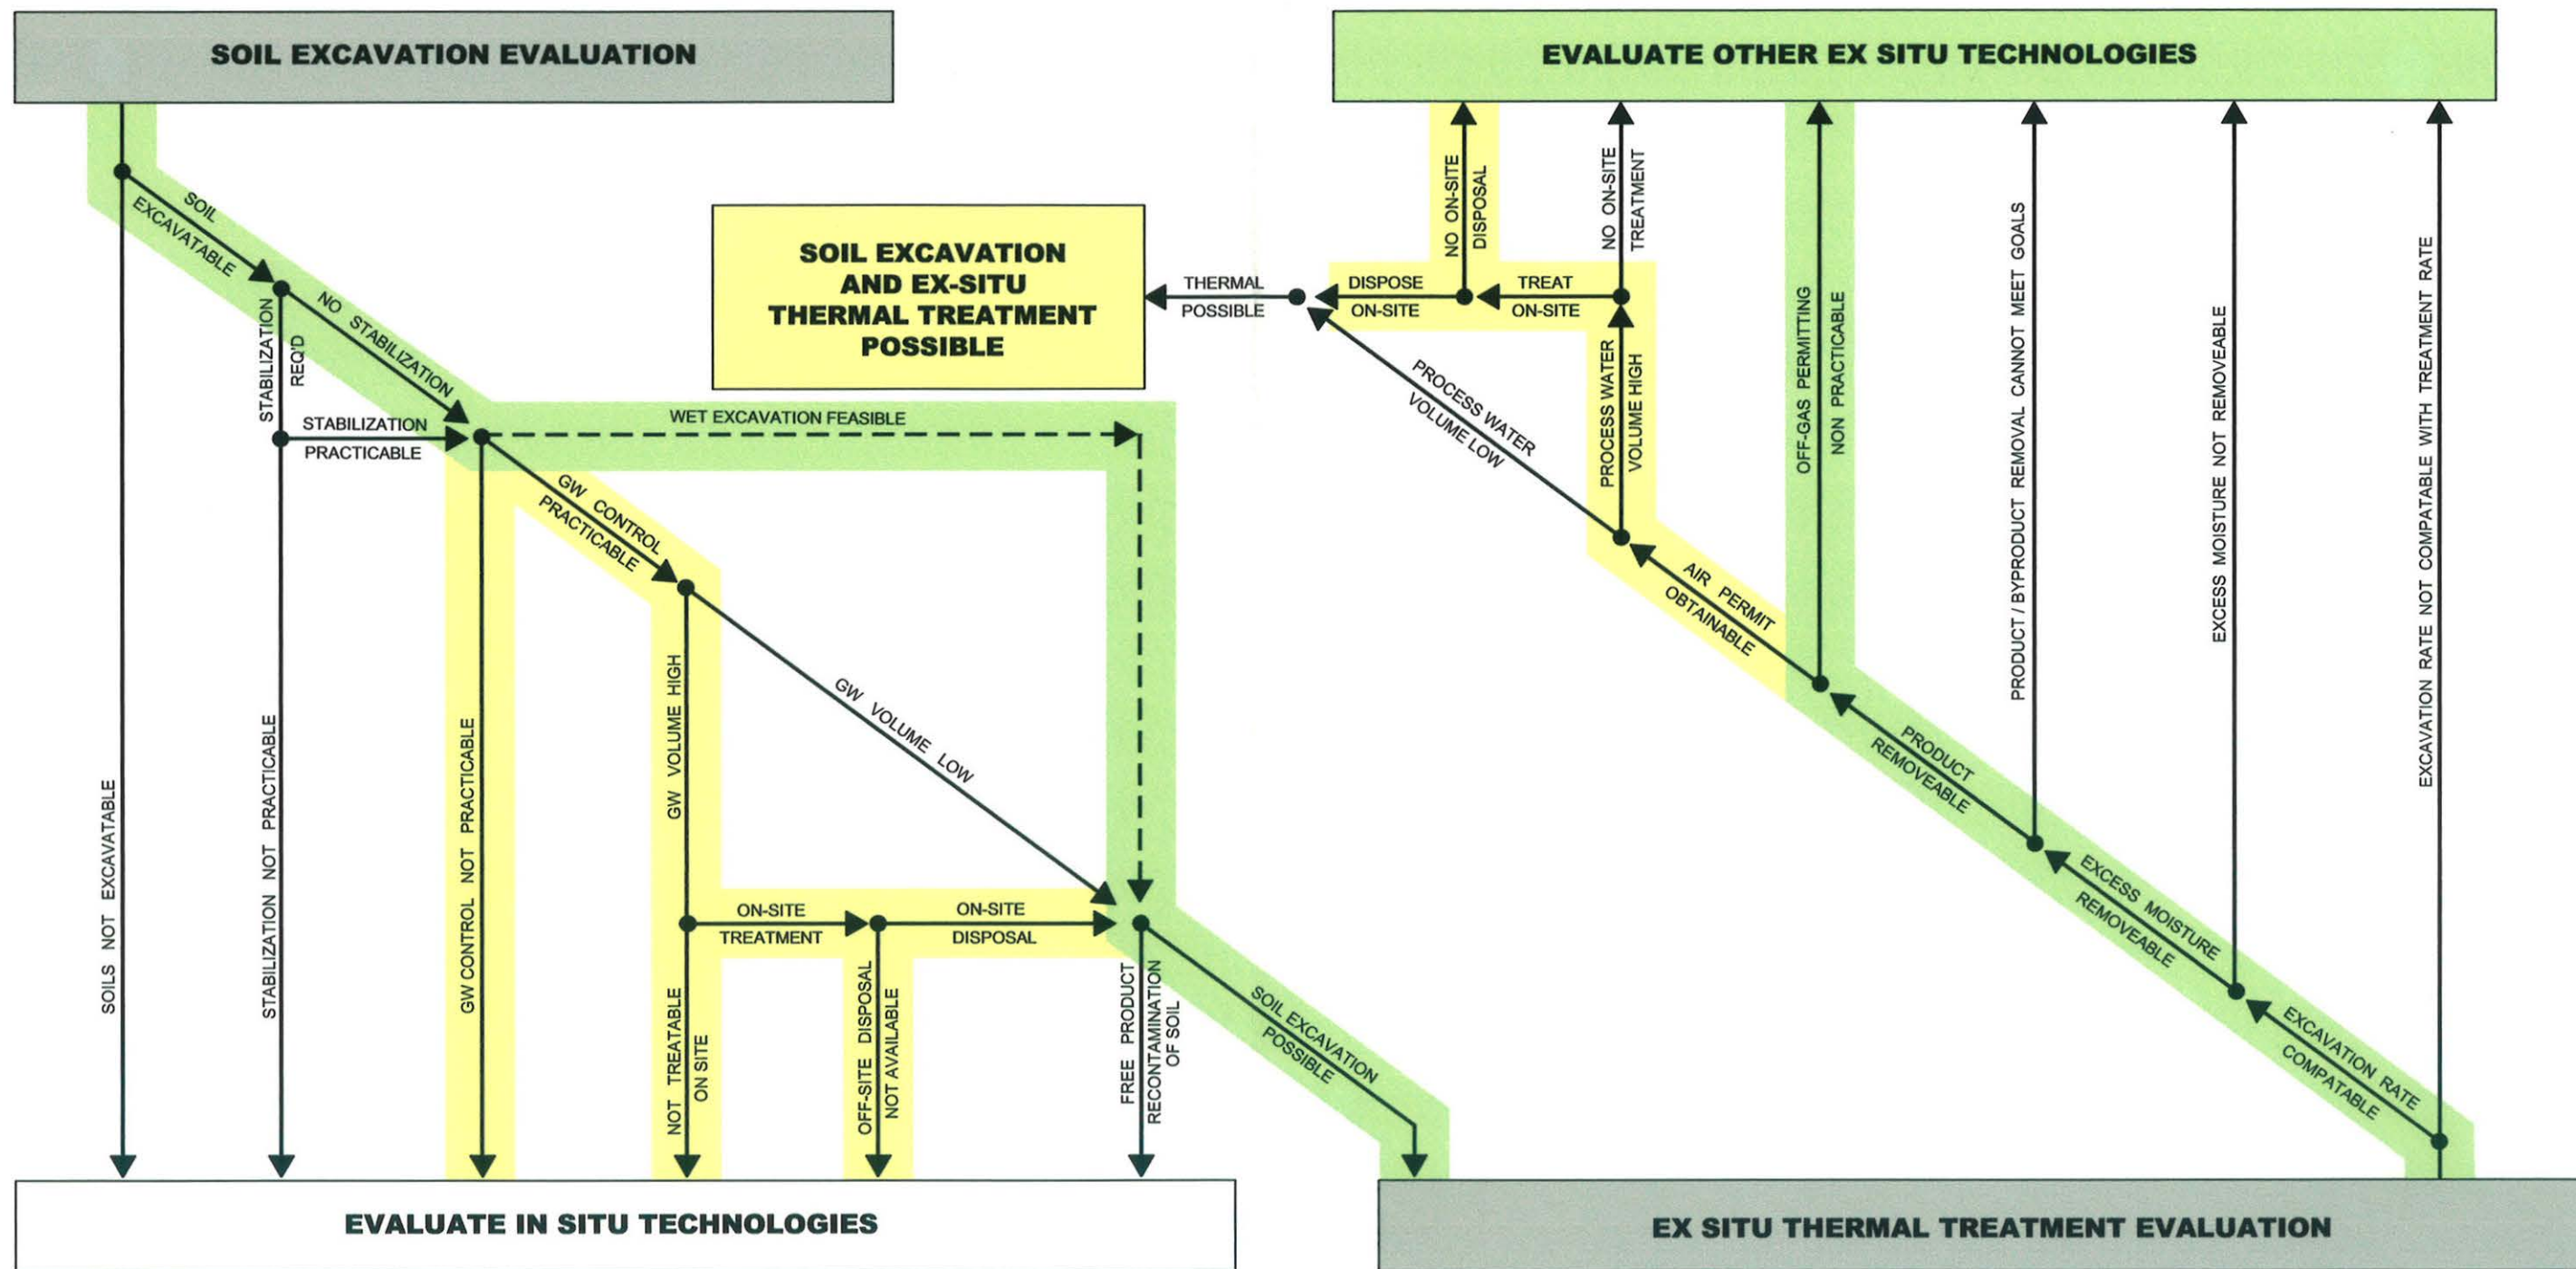 SOIL EXCAVATION EVALUATION
EVALUATE OTHER EX SITU TECHNOLOGIES
SOIL
EXCAVATABLE
NO STABILIZATION
STABILIZATION
REQ'D
STABILIZATION
PRACTICABLE
WET EXCAVATION FEASIBLE
GW CONTROL
PRACTICABLE
GW VOLUME HIGH
GW VOLUME LOW
SOILS NOT EXCAVATABLE
STABILIZATION NOT PRACTICABLE
GW CONTROL NOT PRACTICABLE
NOT TREATABLE
ON SITE
ON-SITE
TREATMENT
ON-SITE
DISPOSAL
OFF-SITE DISPOSAL
NOT AVAILABLE
FREE PRODUCT
RECONTAMINATION
OF SOIL
SOIL EXCAVATION
POSSIBLE
SOIL EXCAVATION
AND EX-SITU
THERMAL TREATMENT
POSSIBLE
THERMAL
POSSIBLE
DISPOSE
ON-SITE
TREAT
ON-SITE
NO ON-SITE
DISPOSAL
NO ON-SITE
TREATMENT
PROCESS WATER
VOLUME LOW
PROCESS WATER
VOLUME HIGH
OFF-GAS PERMITTING
NON PRACTICABLE
AIR PERMIT
OBTAINABLE
PRODUCT / BYPRODUCT REMOVAL CANNOT MEET GOALS
PRODUCT
REMOVEABLE
EXCESS MOISTURE NOT REMOVEABLE
EXCESS MOISTURE
REMOVEABLE
EXCAVATION RATE NOT COMPATABLE WITH TREATMENT RATE
EXCAVATION RATE
COMPATABLE
EVALUATE IN SITU TECHNOLOGIES
EX SITU THERMAL TREATMENT EVALUATION